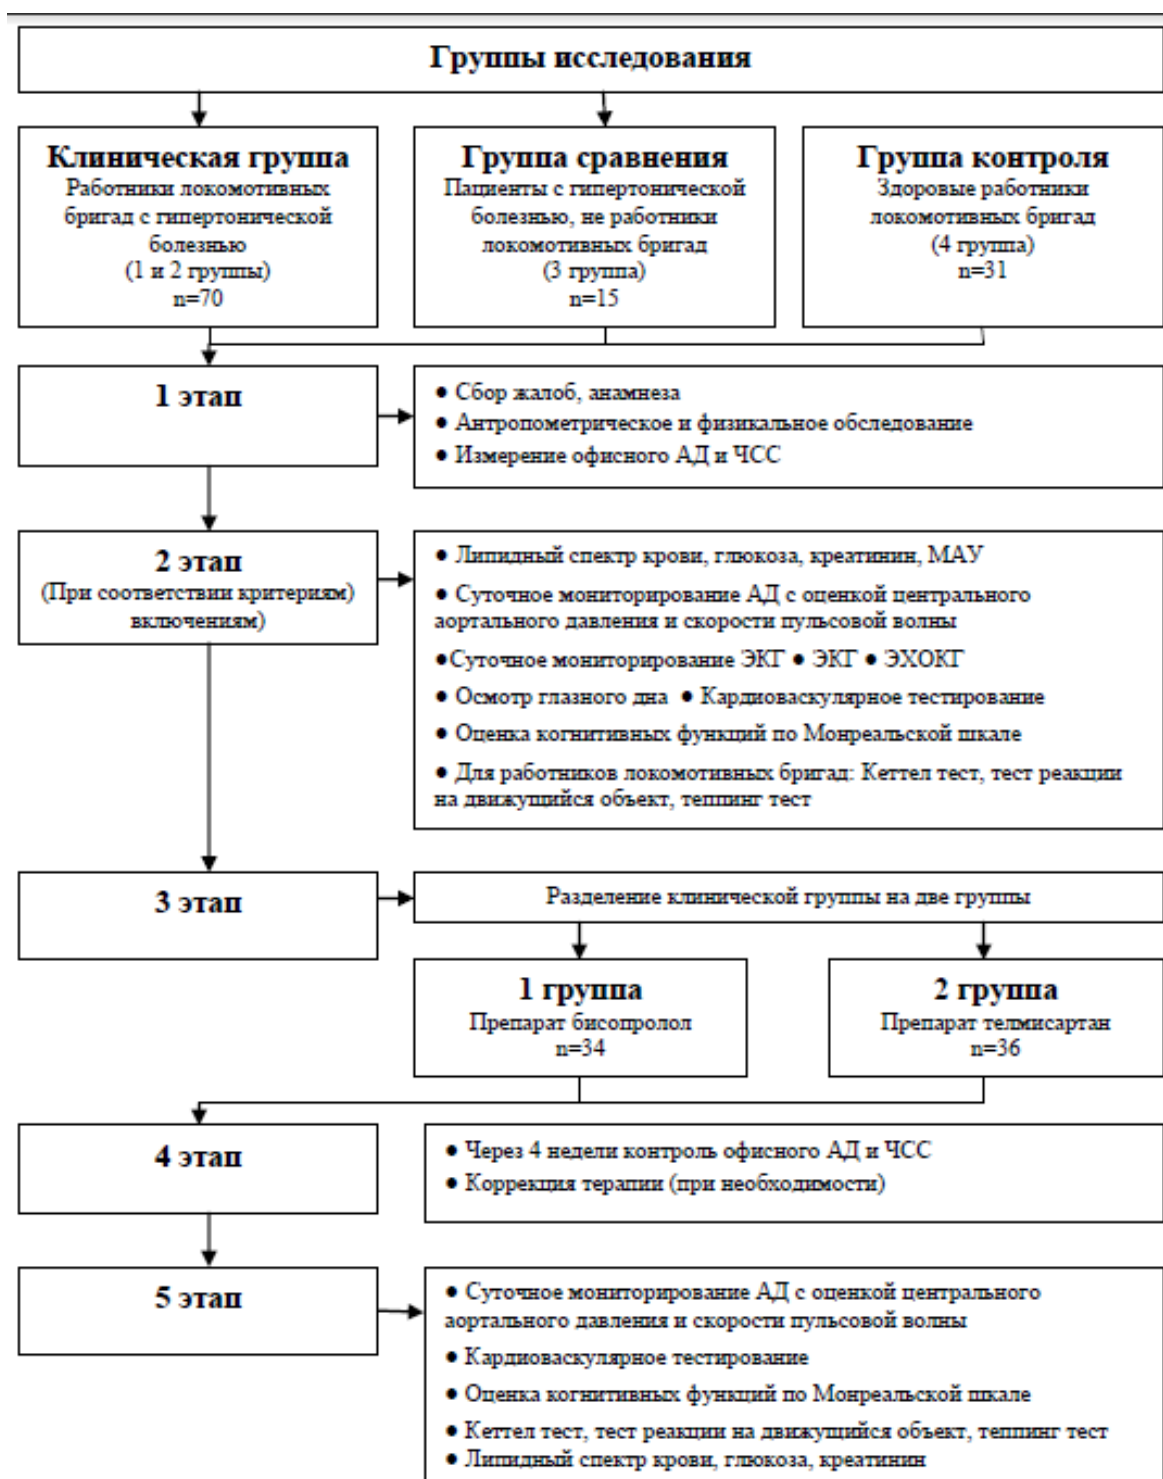 Группы исследования
Клиническая группа
Работники локомотивных
бригад с гипертонической
болезнью
(1 и 2 группы)
n=70
Группа сравнения
Пациенты с гипертонической
болезнью, не работники
локомотивных бригад
(3 группа)
n=15
Группа контроля
Здоровые работники
локомотивных бригад
(4 группа)
n=31
1 этап
● Сбор жалоб, анамнеза
● Антропометрическое и физикальное обследование
● Измерение офисного АД и ЧСС
2 этап
(При соответствии критериям)
включениям)
● Липидный спектр крови, глюкоза, креатинин, МАУ
● Суточное мониторирование АД с оценкой центрального
аортального давления и скорости пульсовой волны
●Суточное мониторирование ЭКГ ● ЭКГ ● ЭХОКГ
● Осмотр глазного дна ● Кардиоваскулярное тестирование
● Оценка когнитивных функций по Монреальской шкале
● Для работников локомотивных бригад: Кеттел тест, тест реакции
на движущийся объект, теппинг тест
3 этап
Разделение клинической группы на две группы
1 группа
Препарат бисопролол
n=34
2 группа
Препарат телмисартан
n=36
4 этап
● Через 4 недели контроль офисного АД и ЧСС
● Коррекция терапии (при необходимости)
5 этап
● Суточное мониторирование АД с оценкой центрального
аортального давления и скорости пульсовой волны
● Кардиоваскулярное тестирование
● Оценка когнитивных функций по Монреальской шкале
● Кеттел тест, тест реакции на движущийся объект, теппинг тест
● Липидный спектр крови, глюкоза, креатинин